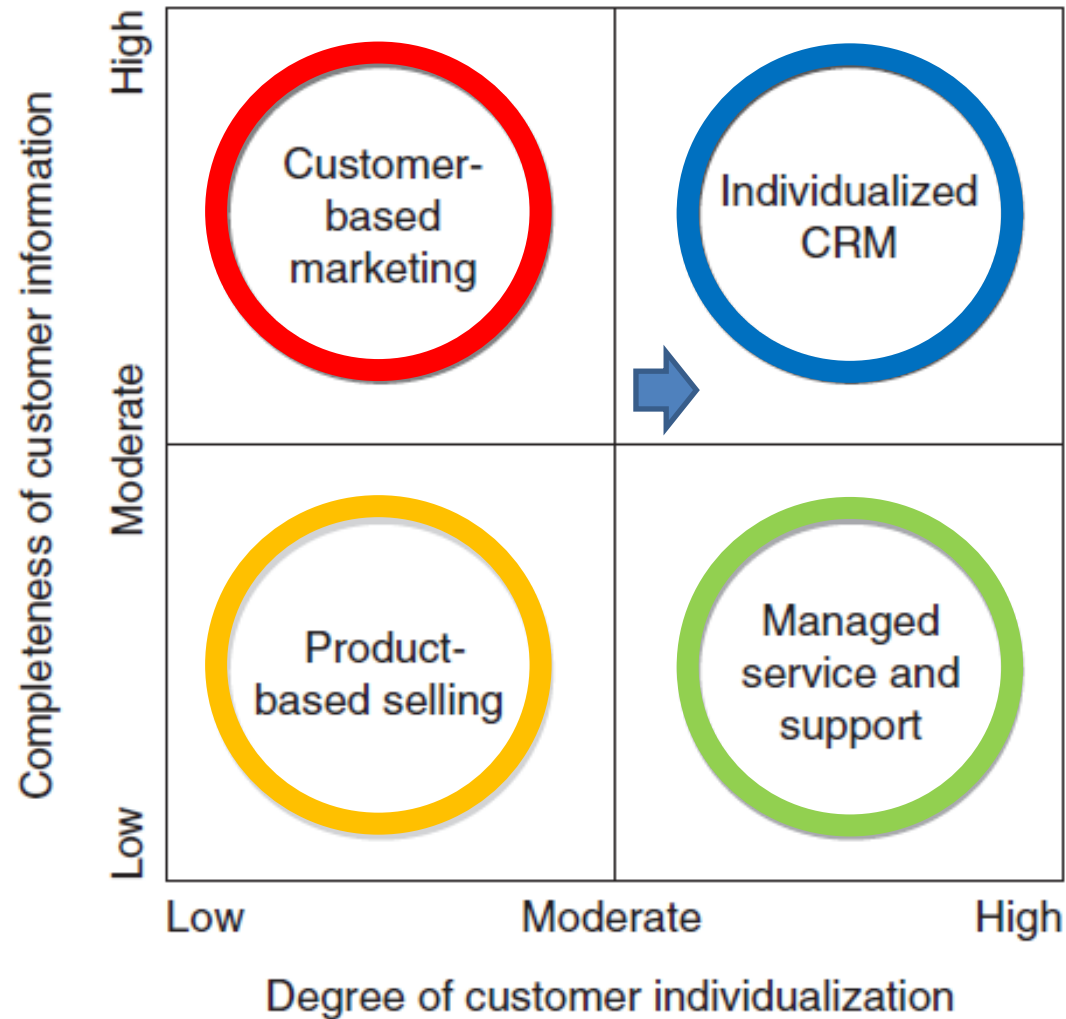 Completeness of customer information
High
Moderate
Low
Customer-
based
marketing
Individualized
CRM
Product-
based selling
Managed
service and
support
Low
Moderate
High
Degree of customer individualization